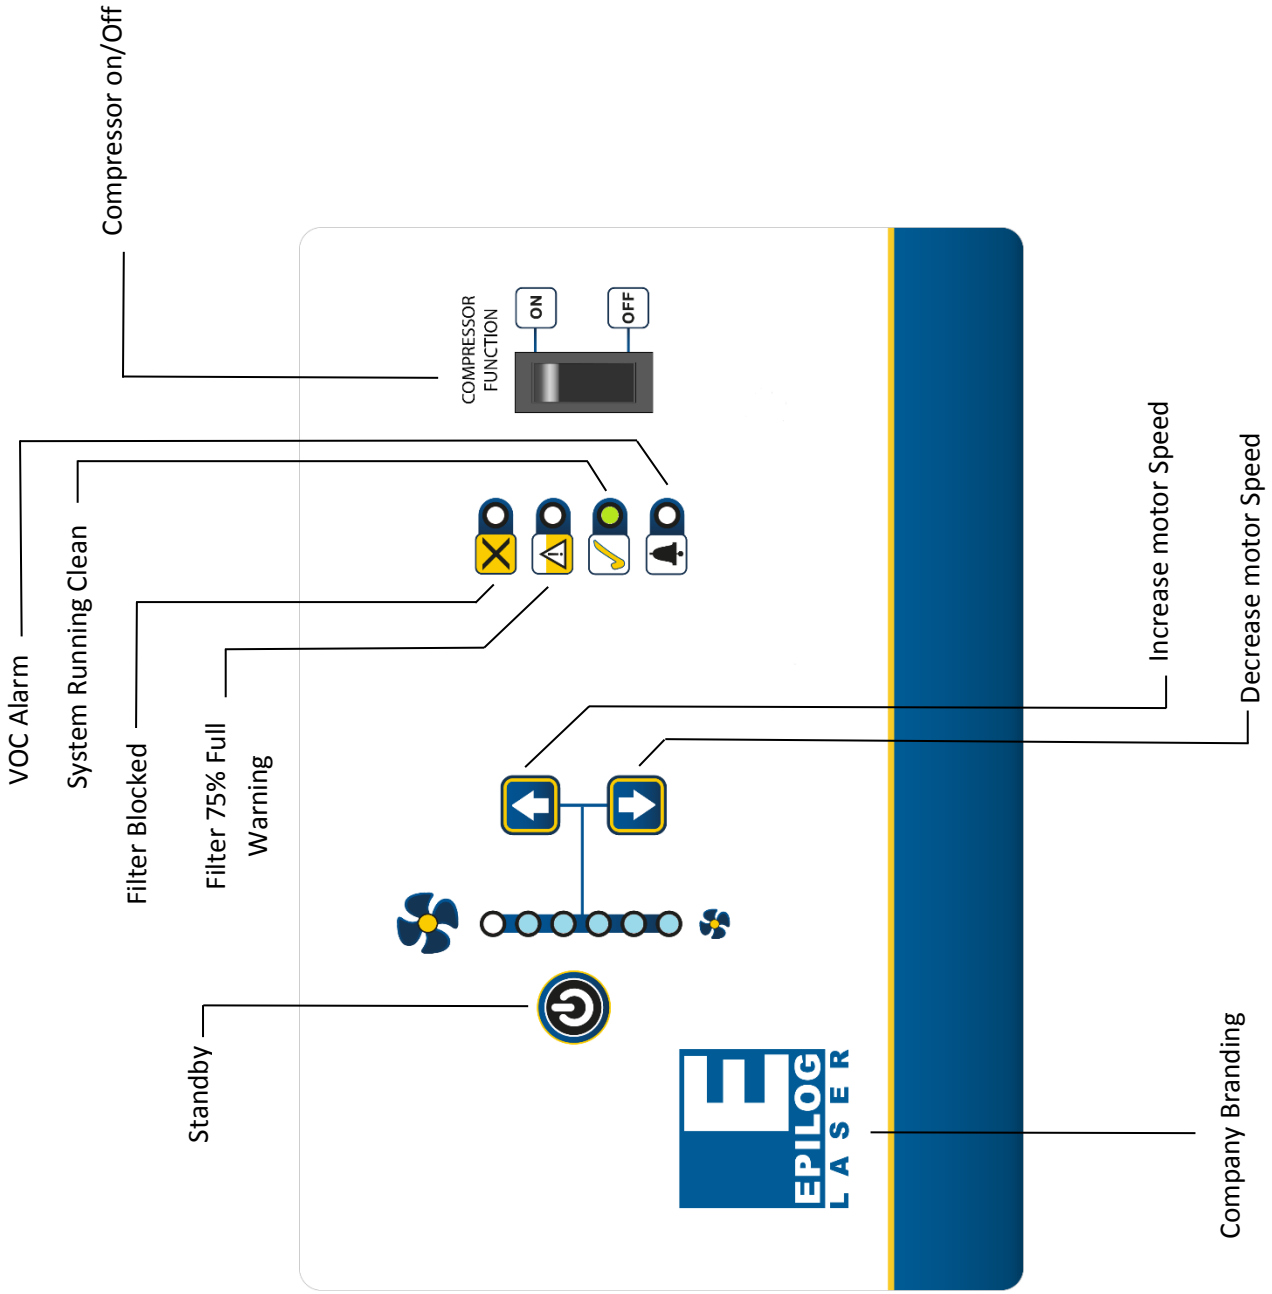 VOC Alarm
System Running Clean
Filter Blocked
Filter 75% Full
Warning
Compressor on/Off
Standby
COMPRESSOR
FUNCTION
ON
OFF
EPILOG
LASER
Increase motor Speed
Decrease motor Speed
Company Branding